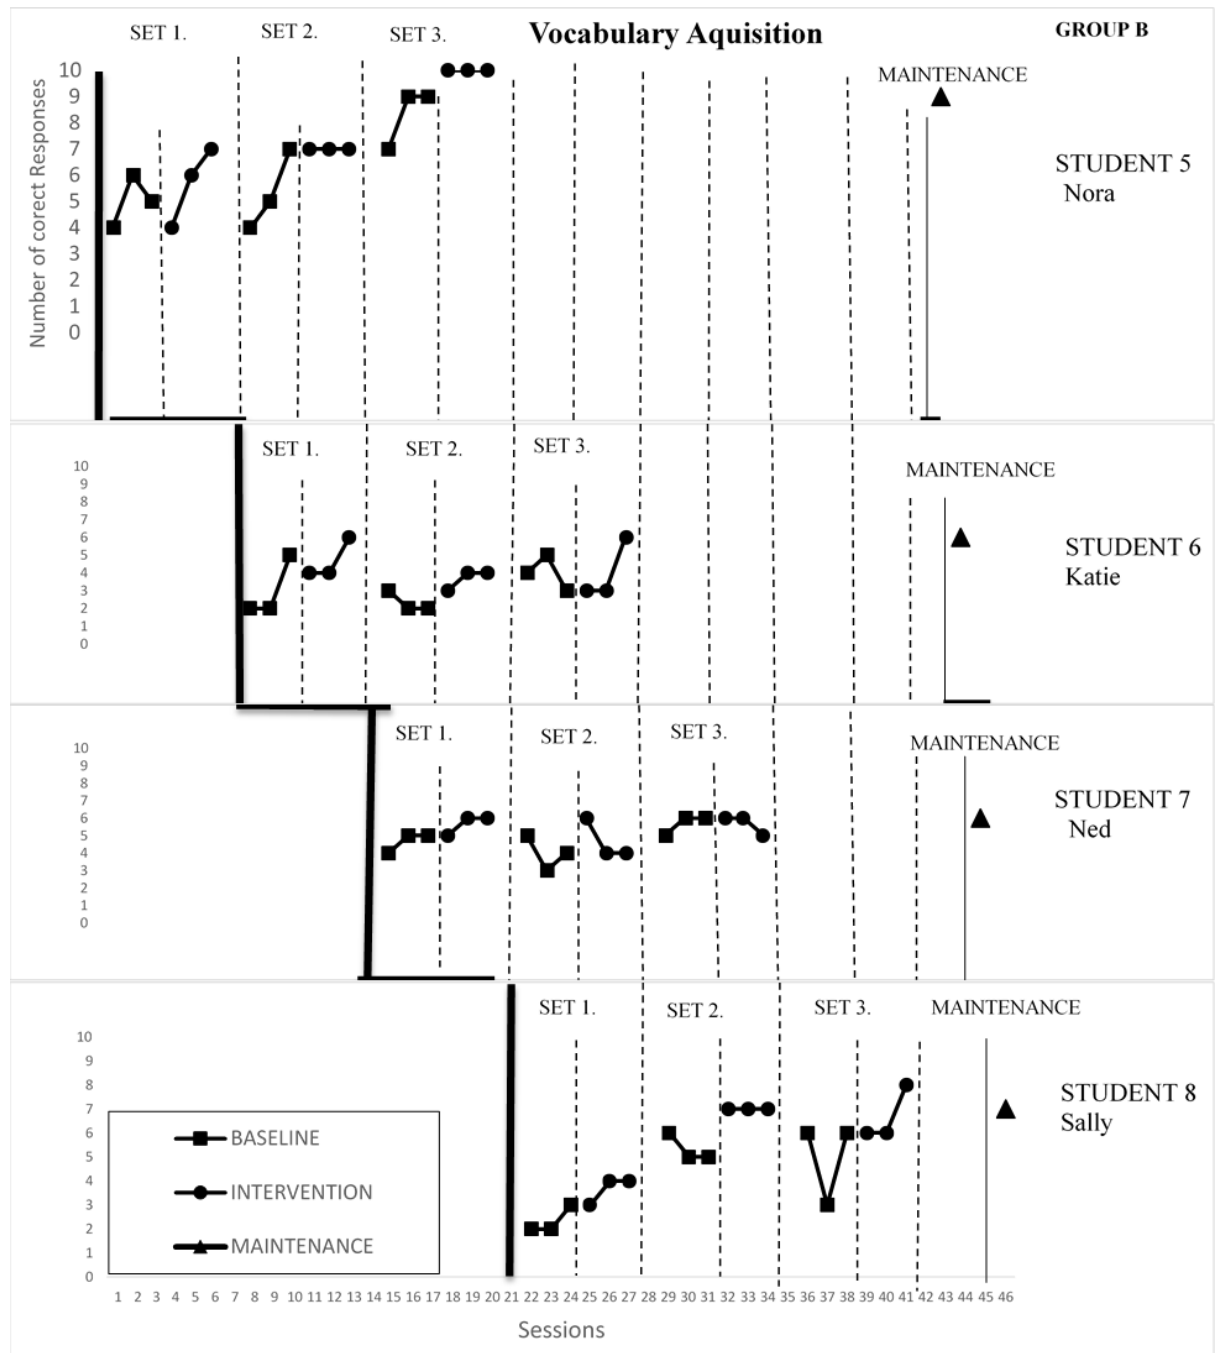 SET 1. SET 2. SET 3. Vocabulary Aquisition GROUP B
MAINTENANCE
Number of corect Responses
10
9
8
7
6
5
4
3
2
1
0
STUDENT 5
Nora
SET 1. SET 2. SET 3.
MAINTENANCE
10
9
8
7
6
5
4
3
2
1
0
STUDENT 6
Katie
SET 1. SET 2. SET 3.
MAINTENANCE
10
9
8
7
6
5
4
3
2
1
0
STUDENT 7
Ned
SET 1. SET 2. SET 3. MAINTENANCE
10
9
8
7
6
5
4
3
2
1
0
STUDENT 8
Sally
BASELINE
INTERVENTION
MAINTENANCE
1 2 3 4 5 6 7 8 9 10 11 12 13 14 15 16 17 18 19 20 21 22 23 24 25 26 27 28 29 30 31 32 33 34 35 36 37 38 39 40 41 42 43 44 45 46
Sessions